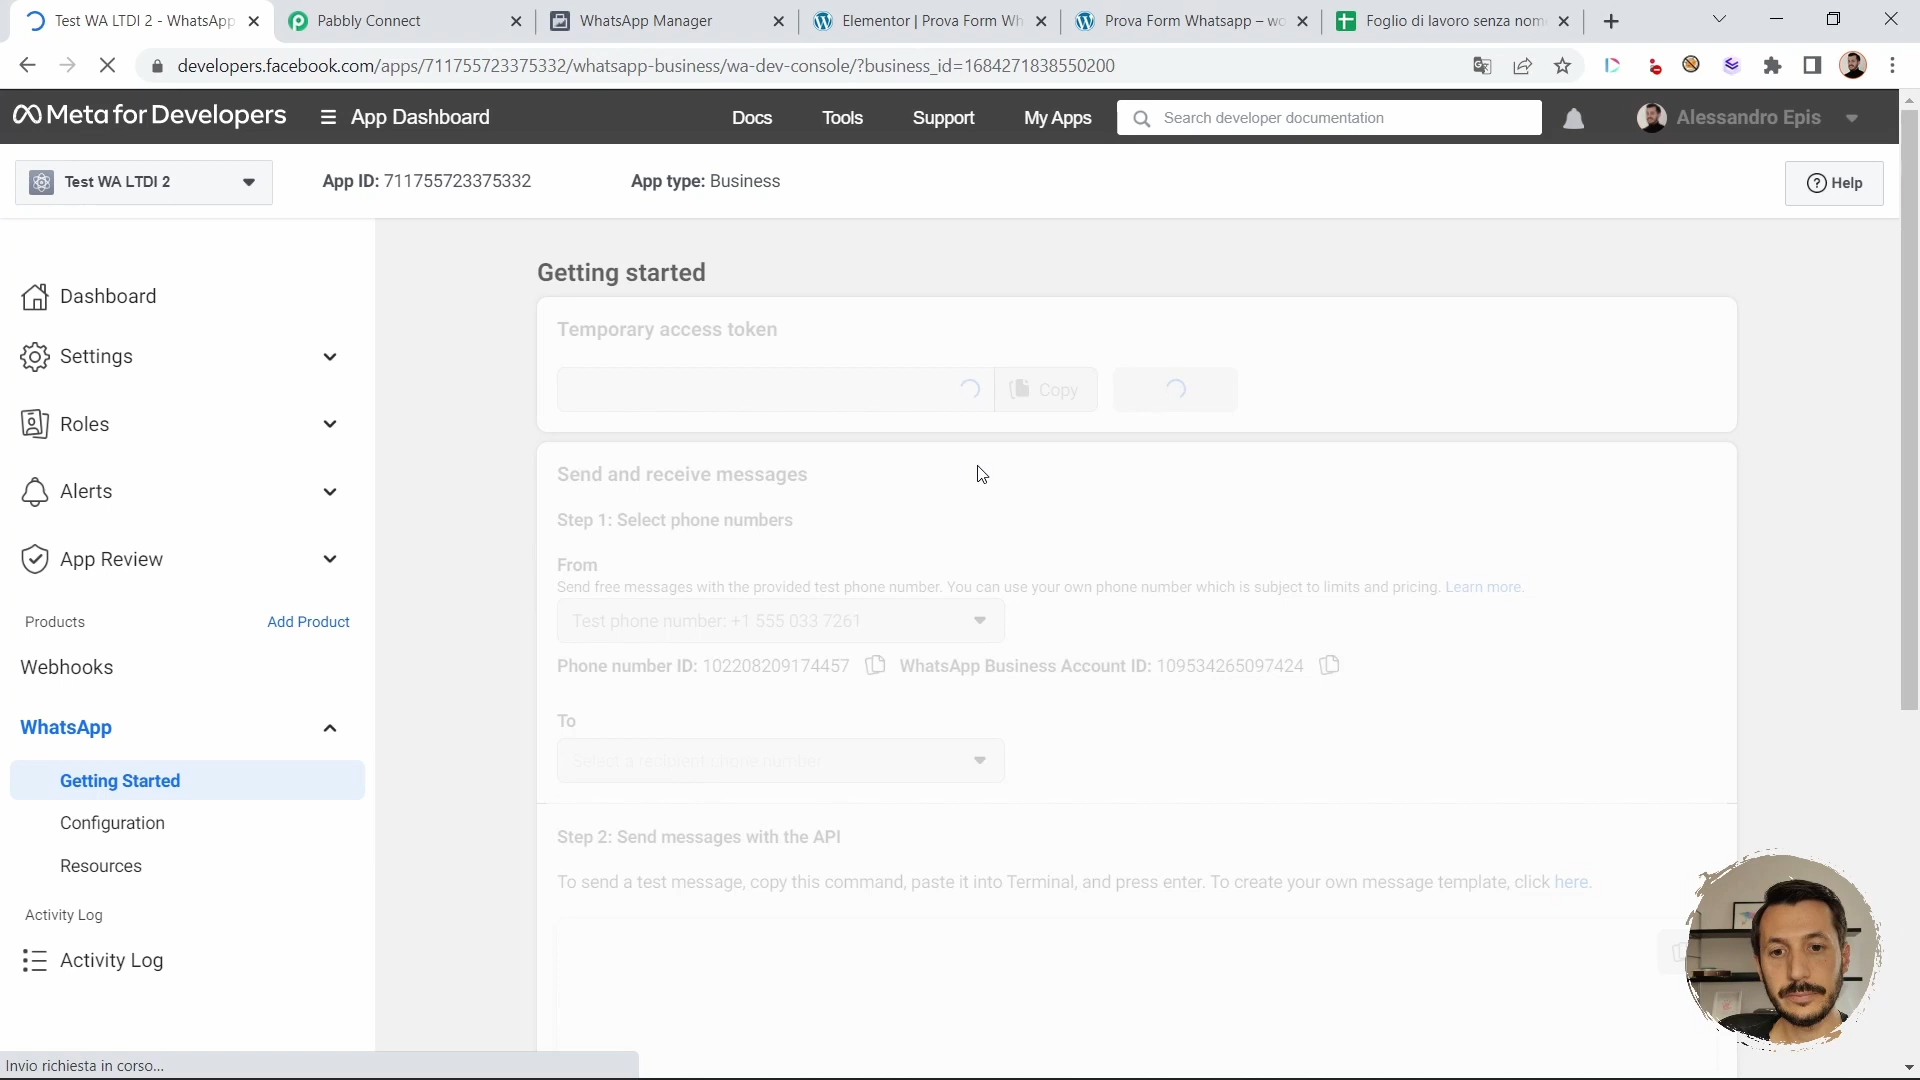 Test WA LTDI 2 - WhatsApp
Pabbly Connect
WhatsApp Manager
Elementor | Prova Form Wh
Prova Form Whatsapp – wo
Foglio di lavoro senza nom
developers.facebook.com/apps/711755723375332/whatsapp-business/wa-dev-console/?business_id=1684271838550200
Meta for Developers
App Dashboard
Docs
Tools
Support
My Apps
Search developer documentation
Alessandro Epis
Test WA LTDI 2
App ID: 711755723375332
App type: Business
Help
Dashboard
Settings
Roles
Alerts
App Review
Products
Add Product
Webhooks
WhatsApp
Getting Started
Configuration
Resources
Activity Log
Activity Log
Getting started
Temporary access token
Copy
Send and receive messages
Step 1: Select phone numbers
From
Send free messages with the provided test phone number. You can use your own phone number which is subject to limits and pricing. Learn more.
Test phone number: +1 555 033 7261
Phone number ID: 102208209174457
WhatsApp Business Account ID: 109534265097424
To
Select a recipient phone number
Step 2: Send messages with the API
To send a test message, copy this command, paste it into Terminal, and press enter. To create your own message template, click here.
Invio richiesta in corso...